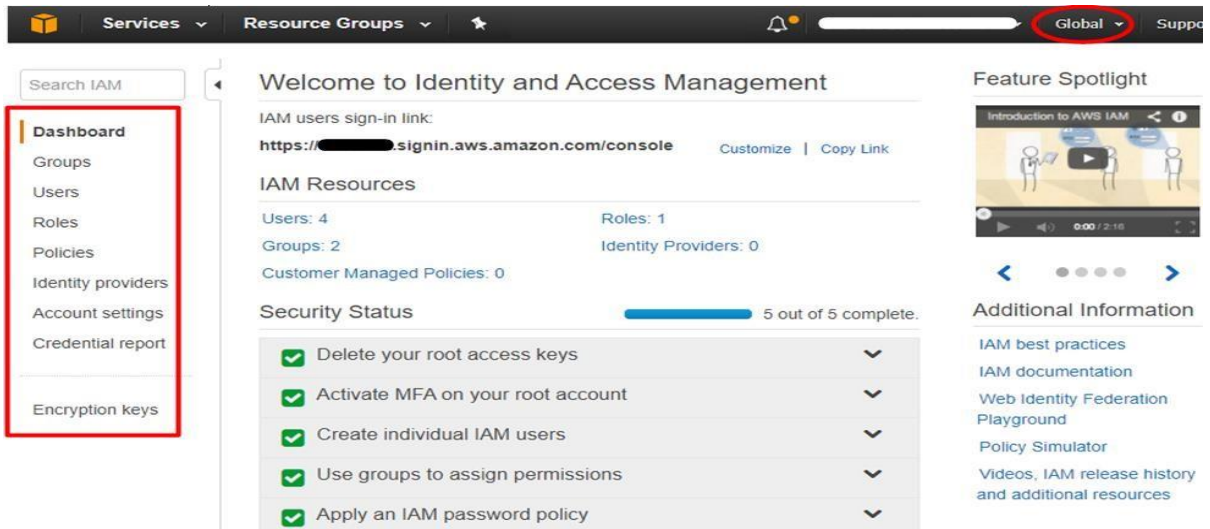 Services Resource Groups Global Suppo
Search IAM
Dashboard
Groups
Users
Roles
Policies
Identity providers
Account settings
Credential report
Encryption keys
Welcome to Identity and Access Management
IAM users sign-in link:
https:// .signin.aws.amazon.com/console Customize | Copy Link
IAM Resources
Users: 4 Roles: 1
Groups: 2 Identity Providers: 0
Customer Managed Policies: 0
Security Status 5 out of 5 complete.
Delete your root access keys
Activate MFA on your root account
Create individual IAM users
Use groups to assign permissions
Apply an IAM password policy
Feature Spotlight
Introduction to AWS IAM
0:00 / 2:16
Additional Information
IAM best practices
IAM documentation
Web Identity Federation
Playground
Policy Simulator
Videos, IAM release history
and additional resources